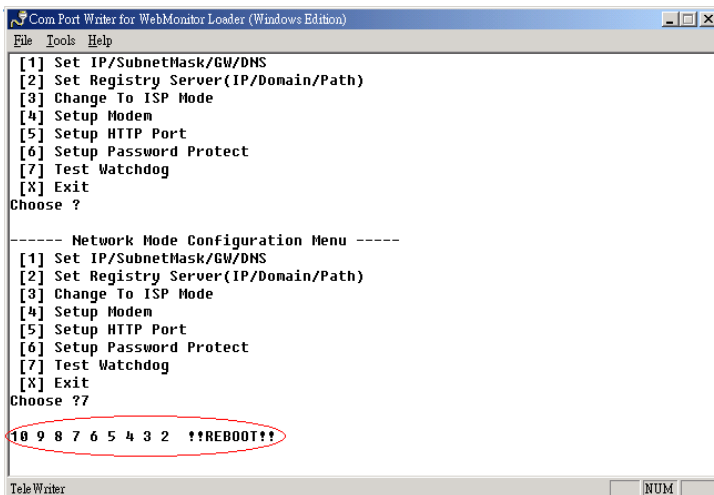 Com Port Writer for WebMonitor Loader (Windows Edition)
File Tools Help
[1] Set IP/SubnetMask/GW/DNS
[2] Set Registry Server(IP/Domain/Path)
[3] Change To ISP Mode
[4] Setup Modem
[5] Setup HTTP Port
[6] Setup Password Protect
[7] Test Watchdog
[X] Exit
Choose ?
------ Network Mode Configuration Menu -----
[1] Set IP/SubnetMask/GW/DNS
[2] Set Registry Server(IP/Domain/Path)
[3] Change To ISP Mode
[4] Setup Modem
[5] Setup HTTP Port
[6] Setup Password Protect
[7] Test Watchdog
[X] Exit
Choose ?7
10 9 8 7 6 5 4 3 2 !!REBOOT!!
TeleWriter NUM